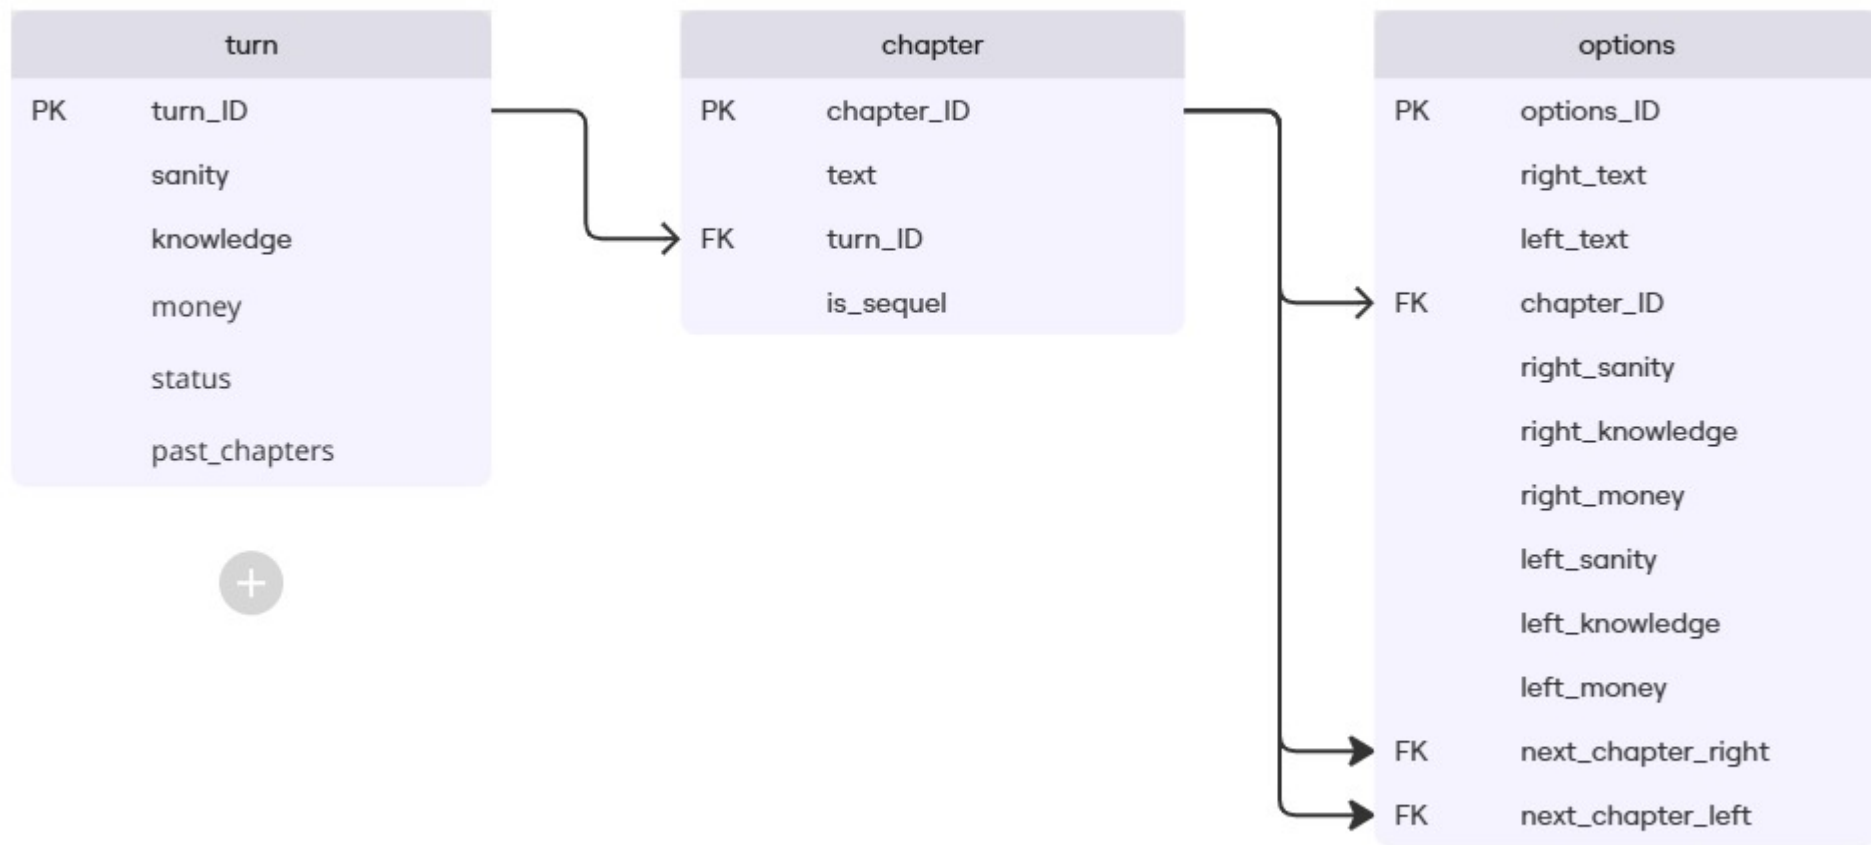 turn
PK turn_ID
sanity
knowledge
money
status
past_chapters
+
chapter
PK chapter_ID
text
FK turn_ID
is_sequel
options
PK options_ID
right_text
left_text
FK chapter_ID
right_sanity
right_knowledge
right_money
left_sanity
left_knowledge
left_money
FK next_chapter_right
FK next_chapter_left